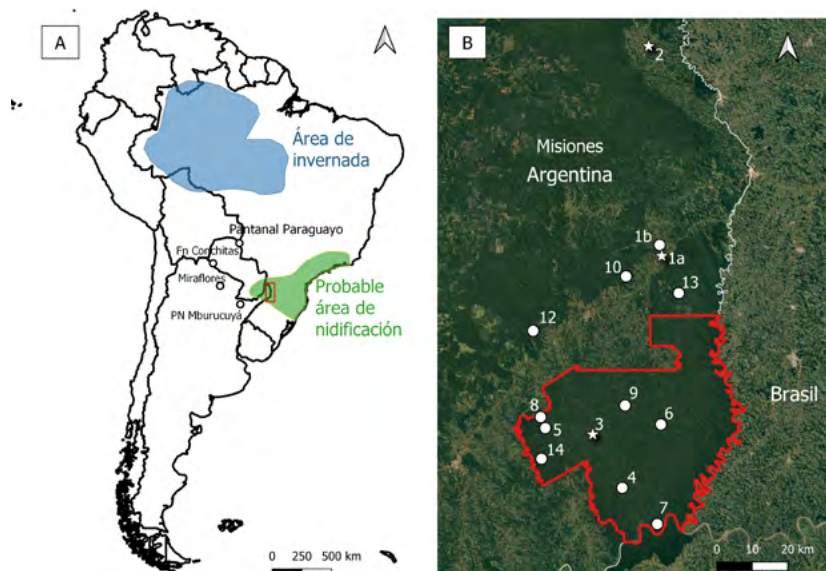 A
Área de
invernada
Pantanal Paraguayo
Fn Conchitas
Miraflores
PN Mburucuyá
Probable
área de
nidificación
0 250 500 km
B
2
Misiones
Argentina
1b
1a
10
13
12
Brasil
9
8
6
5
3
14
4
7
0 10 20 km